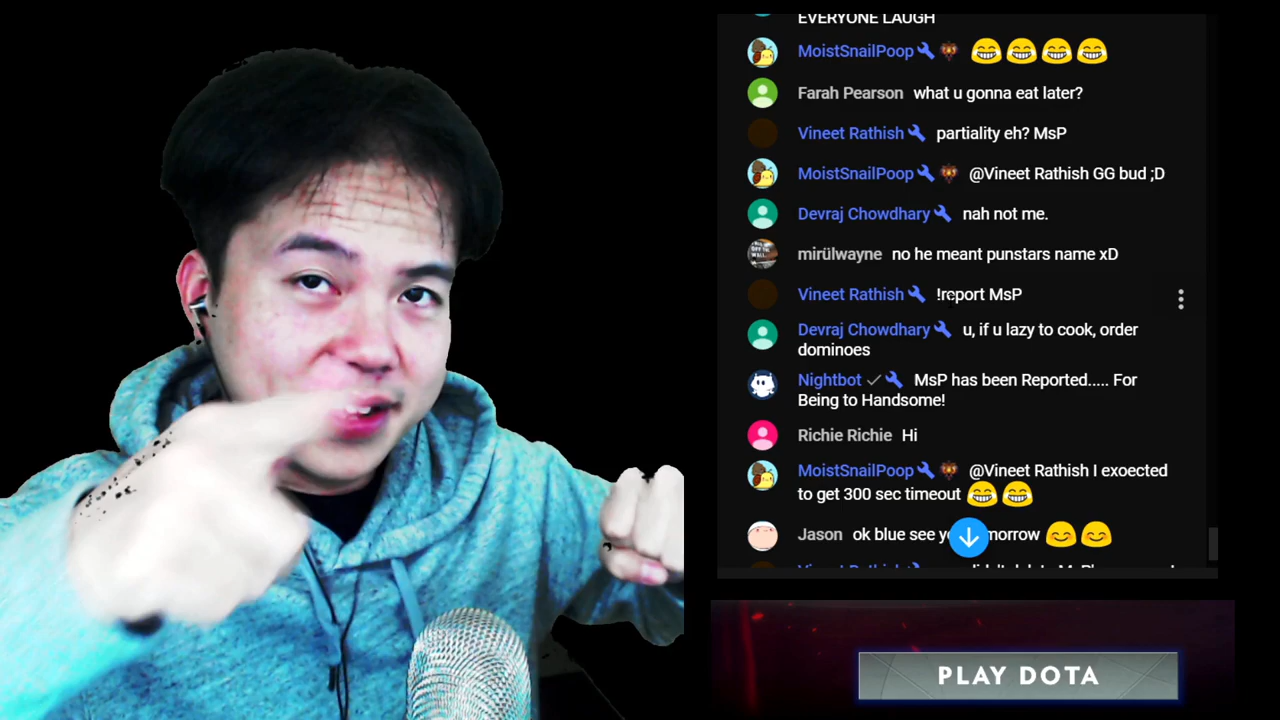 EVERYONE LAUGH
MoistSnailPoop 😁😁😁😁
Farah Pearson what u gonna eat later?
Vineet Rathish partiality eh? MsP
MoistSnailPoop @Vineet Rathish GG bud ;D
Devraj Chowdhary nah not me.
mirülwayne no he meant punstars name xD
Vineet Rathish !report MsP
Devraj Chowdhary u, if u lazy to cook, order
dominoes
Nightbot ✓ MsP has been Reported..... For
Being to Handsome!
Richie Richie Hi
MoistSnailPoop @Vineet Rathish I exoected
to get 300 sec timeout 😁😁
Jason ok blue see 😊😊
Vineet Rathish
PLAY DOTA